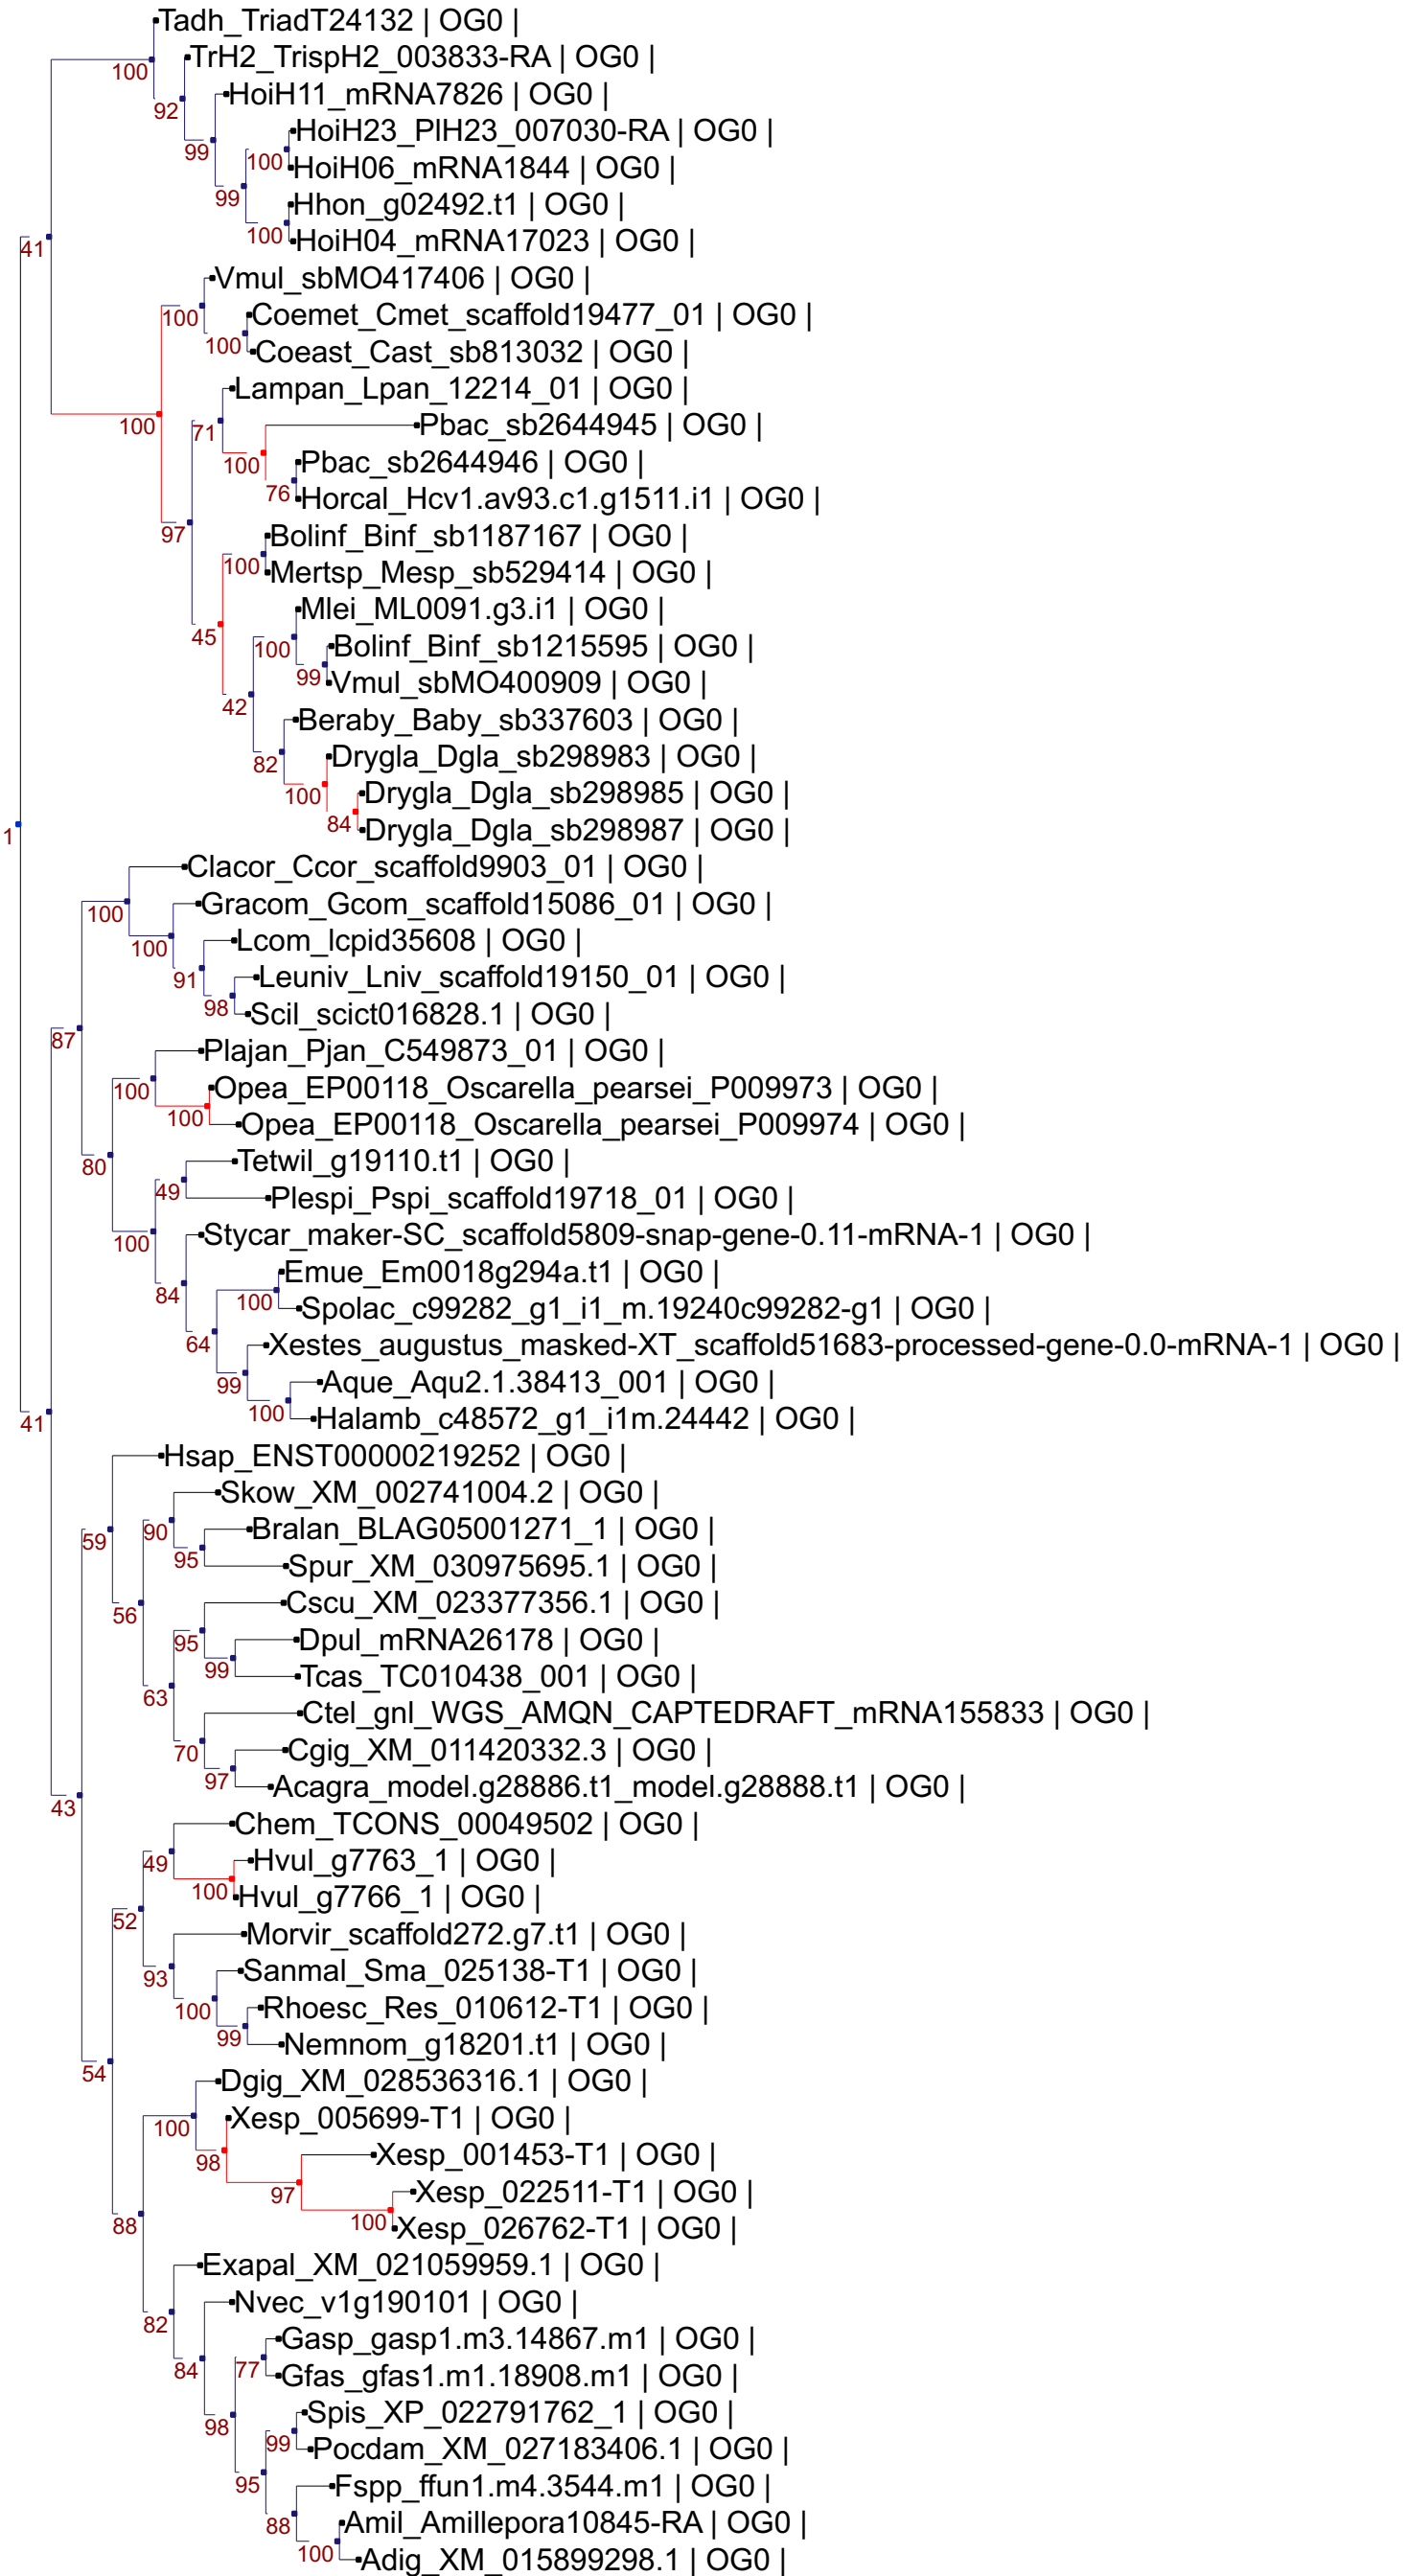 Tadh_TriadT24132 | OG0 |
TrH2_TrispH2_003833-RA | OG0 |
100
HoiH11_mRNA7826 | OG0 |
92
HoiH23_PlH23_007030-RA | OG0 |
99
100
HoiH06_mRNA1844 | OG0 |
99
Hhon_g02492.t1 | OG0 |
100
HoiH04_mRNA17023 | OG0 |
41
Vmul_sbMO417406 | OG0 |
100
Coemet_Cmet_scaffold19477_01 | OG0 |
100
Coeast_Cast_sb813032 | OG0 |
Lampan_Lpan_12214_01 | OG0 |
100
71
Pbac_sb2644945 | OG0 |
100
Pbac_sb2644946 | OG0 |
76
Horcal_Hcv1.av93.c1.g1511.i1 | OG0 |
97
Bolinf_Binf_sb1187167 | OG0 |
100
Mertsp_Mesp_sb529414 | OG0 |
Mlei_ML0091.g3.i1 | OG0 |
45
100
Bolinf_Binf_sb1215595 | OG0 |
99
Vmul_sbMO400909 | OG0 |
42
Beraby_Baby_sb337603 | OG0 |
82
Drygla_Dgla_sb298983 | OG0 |
100
Drygla_Dgla_sb298985 | OG0 |
84
Drygla_Dgla_sb298987 | OG0 |
1
Clacor_Ccor_scaffold9903_01 | OG0 |
100
Gracom_Gcom_scaffold15086_01 | OG0 |
100
Lcom_lcpid35608 | OG0 |
91
Leuniv_Lniv_scaffold19150_01 | OG0 |
98
Scil_scict016828.1 | OG0 |
87
Plajan_Pjan_C549873_01 | OG0 |
100
Opea_EP00118_Oscarella_pearsei_P009973 | OG0 |
100
Opea_EP00118_Oscarella_pearsei_P009974 | OG0 |
80
Tetwil_g19110.t1 | OG0 |
49
Plespi_Pspi_scaffold19718_01 | OG0 |
100
Stycar_maker-SC_scaffold5809-snap-gene-0.11-mRNA-1 | OG0 |
84
Emue_Em0018g294a.t1 | OG0 |
100
Spolac_c99282_g1_i1_m.19240c99282-g1 | OG0 |
64
Xestes_augustus_masked-XT_scaffold51683-processed-gene-0.0-mRNA-1 | OG0 |
99
Aque_Aqu2.1.38413_001 | OG0 |
100
Halamb_c48572_g1_i1m.24442 | OG0 |
41
Hsap_ENST00000219252 | OG0 |
Skow_XM_002741004.2 | OG0 |
59
90
Bralan_BLAG05001271_1 | OG0 |
95
Spur_XM_030975695.1 | OG0 |
56
Cscu_XM_023377356.1 | OG0 |
95
Dpul_mRNA26178 | OG0 |
99
Tcas_TC010438_001 | OG0 |
63
Ctel_gnl_WGS_AMQN_CAPTEDRAFT_mRNA155833 | OG0 |
70
Cgig_XM_011420332.3 | OG0 |
97
Acagra_model.g28886.t1_model.g28888.t1 | OG0 |
43
Chem_TCONS_00049502 | OG0 |
49
Hvul_g7763_1 | OG0 |
100
Hvul_g7766_1 | OG0 |
52
Morvir_scaffold272.g7.t1 | OG0 |
93
Sanmal_Sma_025138-T1 | OG0 |
100
Rhoesc_Res_010612-T1 | OG0 |
99
Nemnom_g18201.t1 | OG0 |
54
Dgig_XM_028536316.1 | OG0 |
100
Xesp_005699-T1 | OG0 |
98
Xesp_001453-T1 | OG0 |
97
Xesp_022511-T1 | OG0 |
100
Xesp_026762-T1 | OG0 |
88
Exapal_XM_021059959.1 | OG0 |
82
Nvec_v1g190101 | OG0 |
84
Gasp_gasp1.m3.14867.m1 | OG0 |
77
Gfas_gfas1.m1.18908.m1 | OG0 |
98
Spis_XP_022791762_1 | OG0 |
99
Pocdam_XM_027183406.1 | OG0 |
95
Fspp_ffun1.m4.3544.m1 | OG0 |
88
Amil_Amillepora10845-RA | OG0 |
100
Adig_XM_015899298.1 | OG0 |